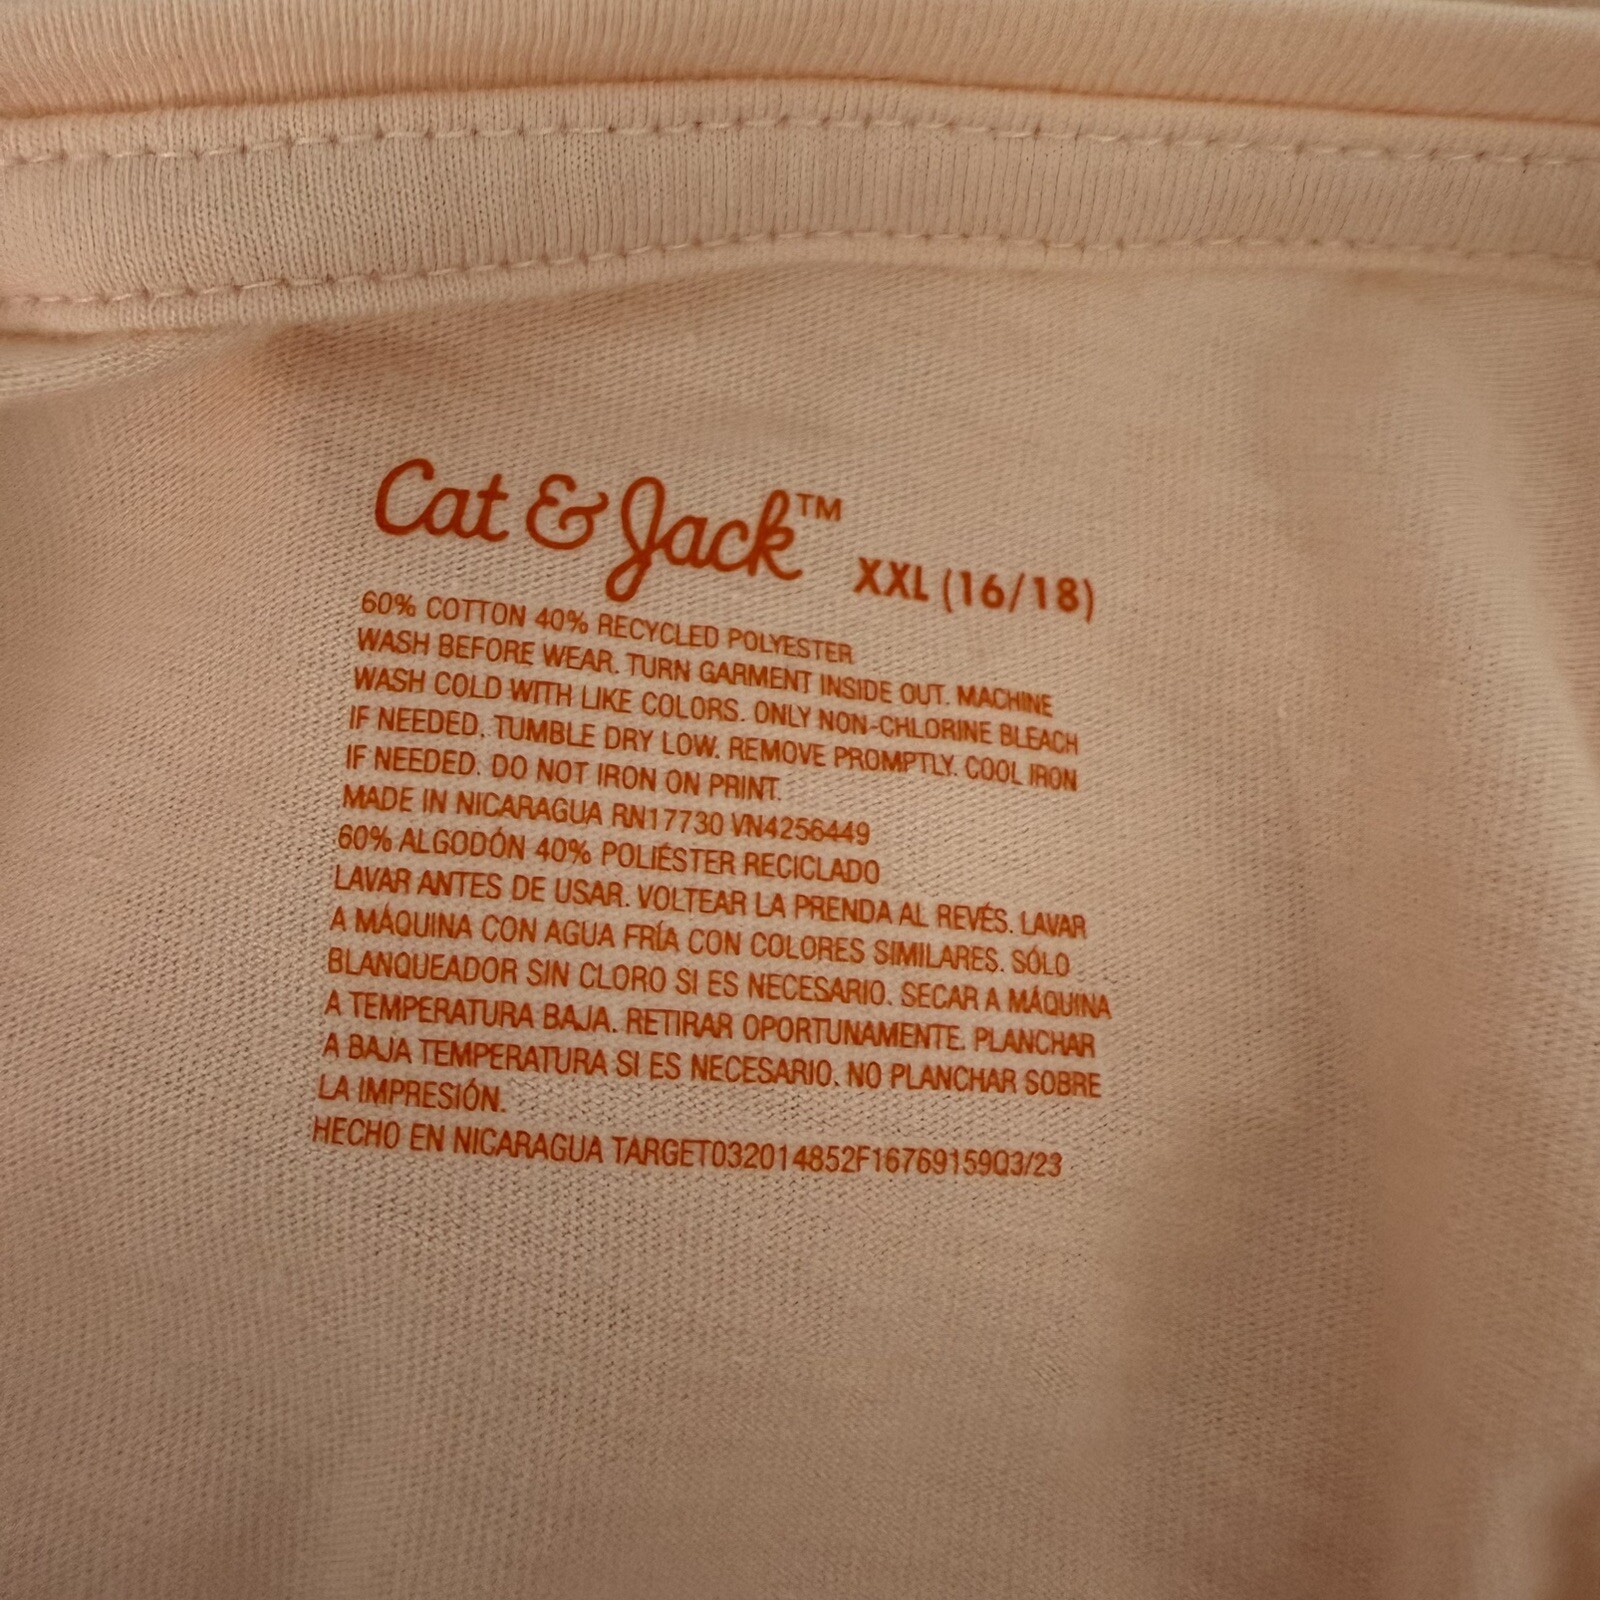 Cat & Jack™ XXL (16/18)
60% COTTON 40% RECYCLED POLYESTER
WASH BEFORE WEAR. TURN GARMENT INSIDE OUT. MACHINE
WASH COLD WITH LIKE COLORS. ONLY NON-CHLORINE BLEACH
IF NEEDED. TUMBLE DRY LOW. REMOVE PROMPTLY. COOL IRON
IF NEEDED. DO NOT IRON ON PRINT.
MADE IN NICARAGUA RN17730 VN4256449
60% ALGODÓN 40% POLIÉSTER RECICLADO
LAVAR ANTES DE USAR. VOLTEAR LA PRENDA AL REVÉS. LAVAR
A MÁQUINA CON AGUA FRÍA CON COLORES SIMILARES. SÓLO
BLANQUEADOR SIN CLORO SI ES NECESARIO. SECAR A MÁQUINA
A TEMPERATURA BAJA. RETIRAR OPORTUNAMENTE. PLANCHAR
A BAJA TEMPERATURA SI ES NECESARIO. NO PLANCHAR SOBRE
LA IMPRESIÓN.
HECHO EN NICARAGUA TARGET032014852F16769159Q3/23